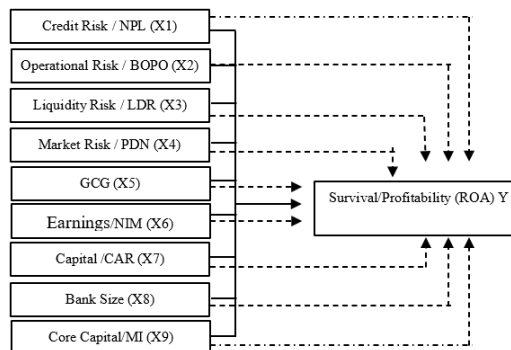 Credit Risk / NPL (X1)
Operational Risk / BOPO (X2)
Liquidity Risk / LDR (X3)
Market Risk / PDN (X4)
GCG (X5)
Earnings/NIM (X6)
Capital /CAR (X7)
Bank Size (X8)
Core Capital/MI (X9)
Survival/Profitability (ROA) Y